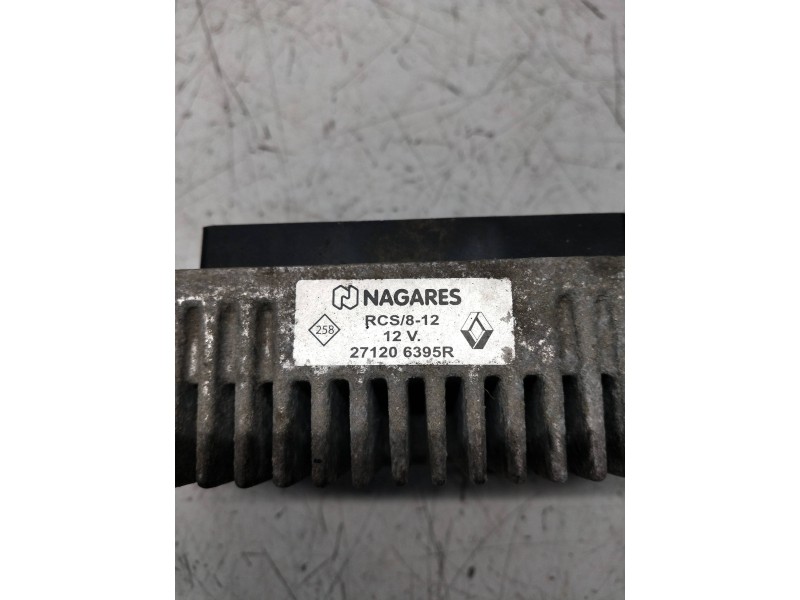 NAGARES
258
RCS/8-12
12 V.
27120 6395R